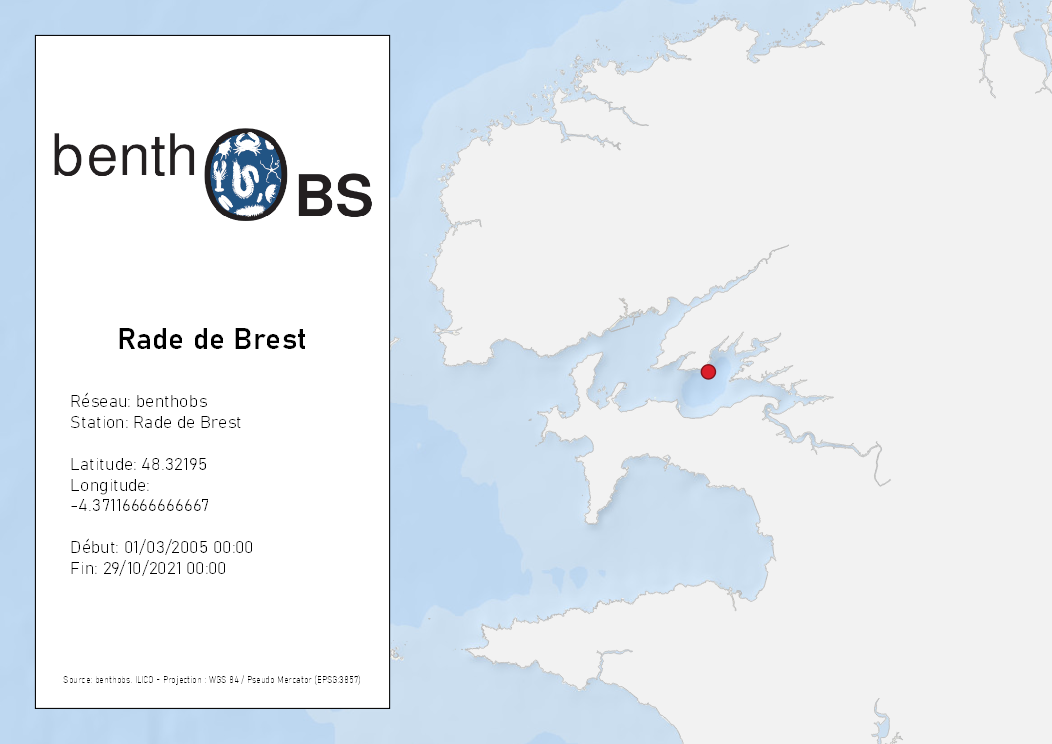 benthOBS
Rade de Brest
Réseau: benthobs
Station: Rade de Brest
Latitude: 48.32195
Longitude:
-4.37116666666667
Début: 01/03/2005 00:00
Fin: 29/10/2021 00:00
Source: benthobs. ILICO - Projection : WGS 84 / Pseudo Mercator (EPSG:3857)